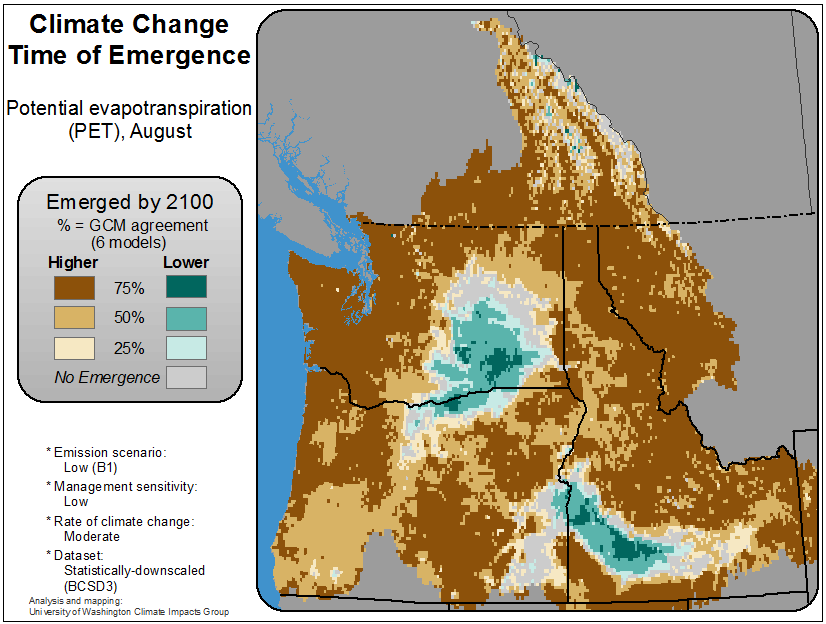 Climate Change
Time of Emergence
Potential evapotranspiration
(PET), August
Emerged by 2100
% = GCM agreement
(6 models)
Higher Lower
75%
50%
25%
No Emergence
* Emission scenario:
Low (B1)
* Management sensitivity:
Low
* Rate of climate change:
Moderate
* Dataset:
Statistically-downscaled
(BCSD3)
Analysis and mapping:
University of Washington Climate Impacts Group